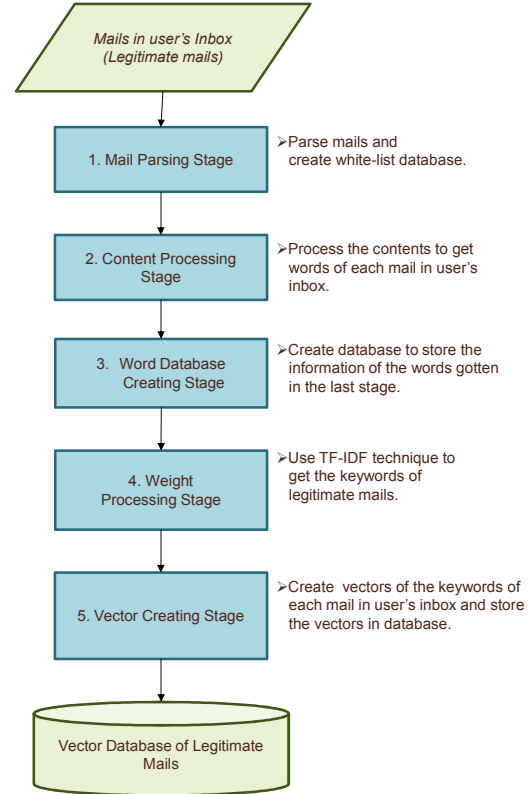 Mails in user's Inbox
(Legitimate mails)
1. Mail Parsing Stage
➢Parse mails and
create white-list database.
2. Content Processing
Stage
➢Process the contents to get
words of each mail in user's
inbox.
3. Word Database
Creating Stage
➢Create database to store the
information of the words gotten
in the last stage.
4. Weight
Processing Stage
➢Use TF-IDF technique to
get the keywords of
legitimate mails.
5. Vector Creating Stage
➢Create vectors of the keywords of
each mail in user's inbox and store
the vectors in database.
Vector Database of Legitimate
Mails